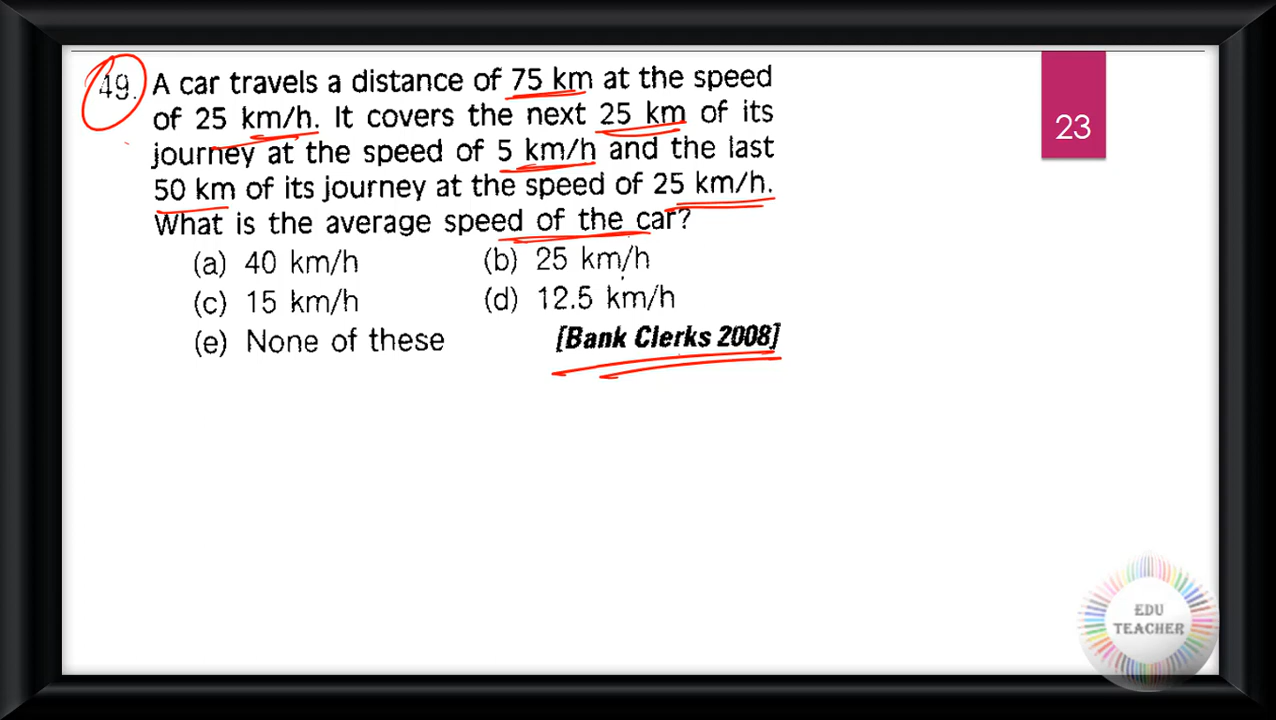 49. A car travels a distance of 75 km at the speed
of 25 km/h. It covers the next 25 km of its
journey at the speed of 5 km/h and the last
50 km of its journey at the speed of 25 km/h.
What is the average speed of the car?
(a) 40 km/h (b) 25 km/h
(c) 15 km/h (d) 12.5 km/h
(e) None of these [Bank Clerks 2008]
23
EDU
TEACHER